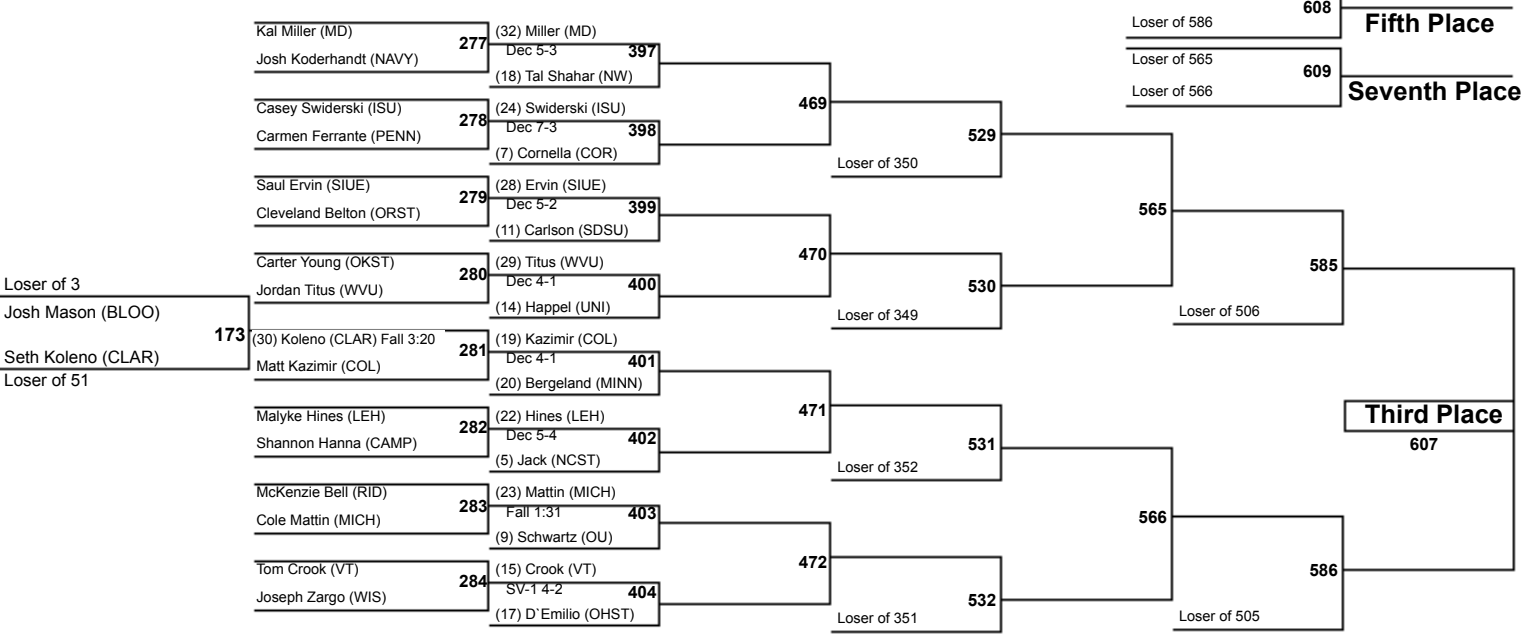 Loser of 586
608
Fifth Place
Loser of 565
609
Loser of 566
Seventh Place
Loser of 3
Josh Mason (BLOO)
173
Seth Koleno (CLAR)
Loser of 51
Kal Miller (MD)
277
Josh Koderhandt (NAVY)
Casey Swiderski (ISU)
278
Carmen Ferrante (PENN)
Saul Ervin (SIUE)
279
Cleveland Belton (ORST)
Carter Young (OKST)
280
Jordan Titus (WVU)
(30) Koleno (CLAR) Fall 3:20
281
Matt Kazimir (COL)
Malyke Hines (LEH)
282
Shannon Hanna (CAMP)
McKenzie Bell (RID)
283
Cole Mattin (MICH)
Tom Crook (VT)
284
Joseph Zargo (WIS)
(32) Miller (MD)
Dec 5-3
397
(18) Tal Shahar (NW)
(24) Swiderski (ISU)
Dec 7-3
398
(7) Cornella (COR)
(28) Ervin (SIUE)
Dec 5-2
399
(11) Carlson (SDSU)
(29) Titus (WVU)
Dec 4-1
400
(14) Happel (UNI)
(19) Kazimir (COL)
Dec 4-1
401
(20) Bergeland (MINN)
(22) Hines (LEH)
Dec 5-4
402
(5) Jack (NCST)
(23) Mattin (MICH)
Fall 1:31
403
(9) Schwartz (OU)
(15) Crook (VT)
SV-1 4-2
404
(17) D`Emilio (OHST)
469
470
471
472
529
Loser of 350
530
Loser of 349
531
Loser of 352
532
Loser of 351
565
566
585
Loser of 506
586
Loser of 505
Third Place
607